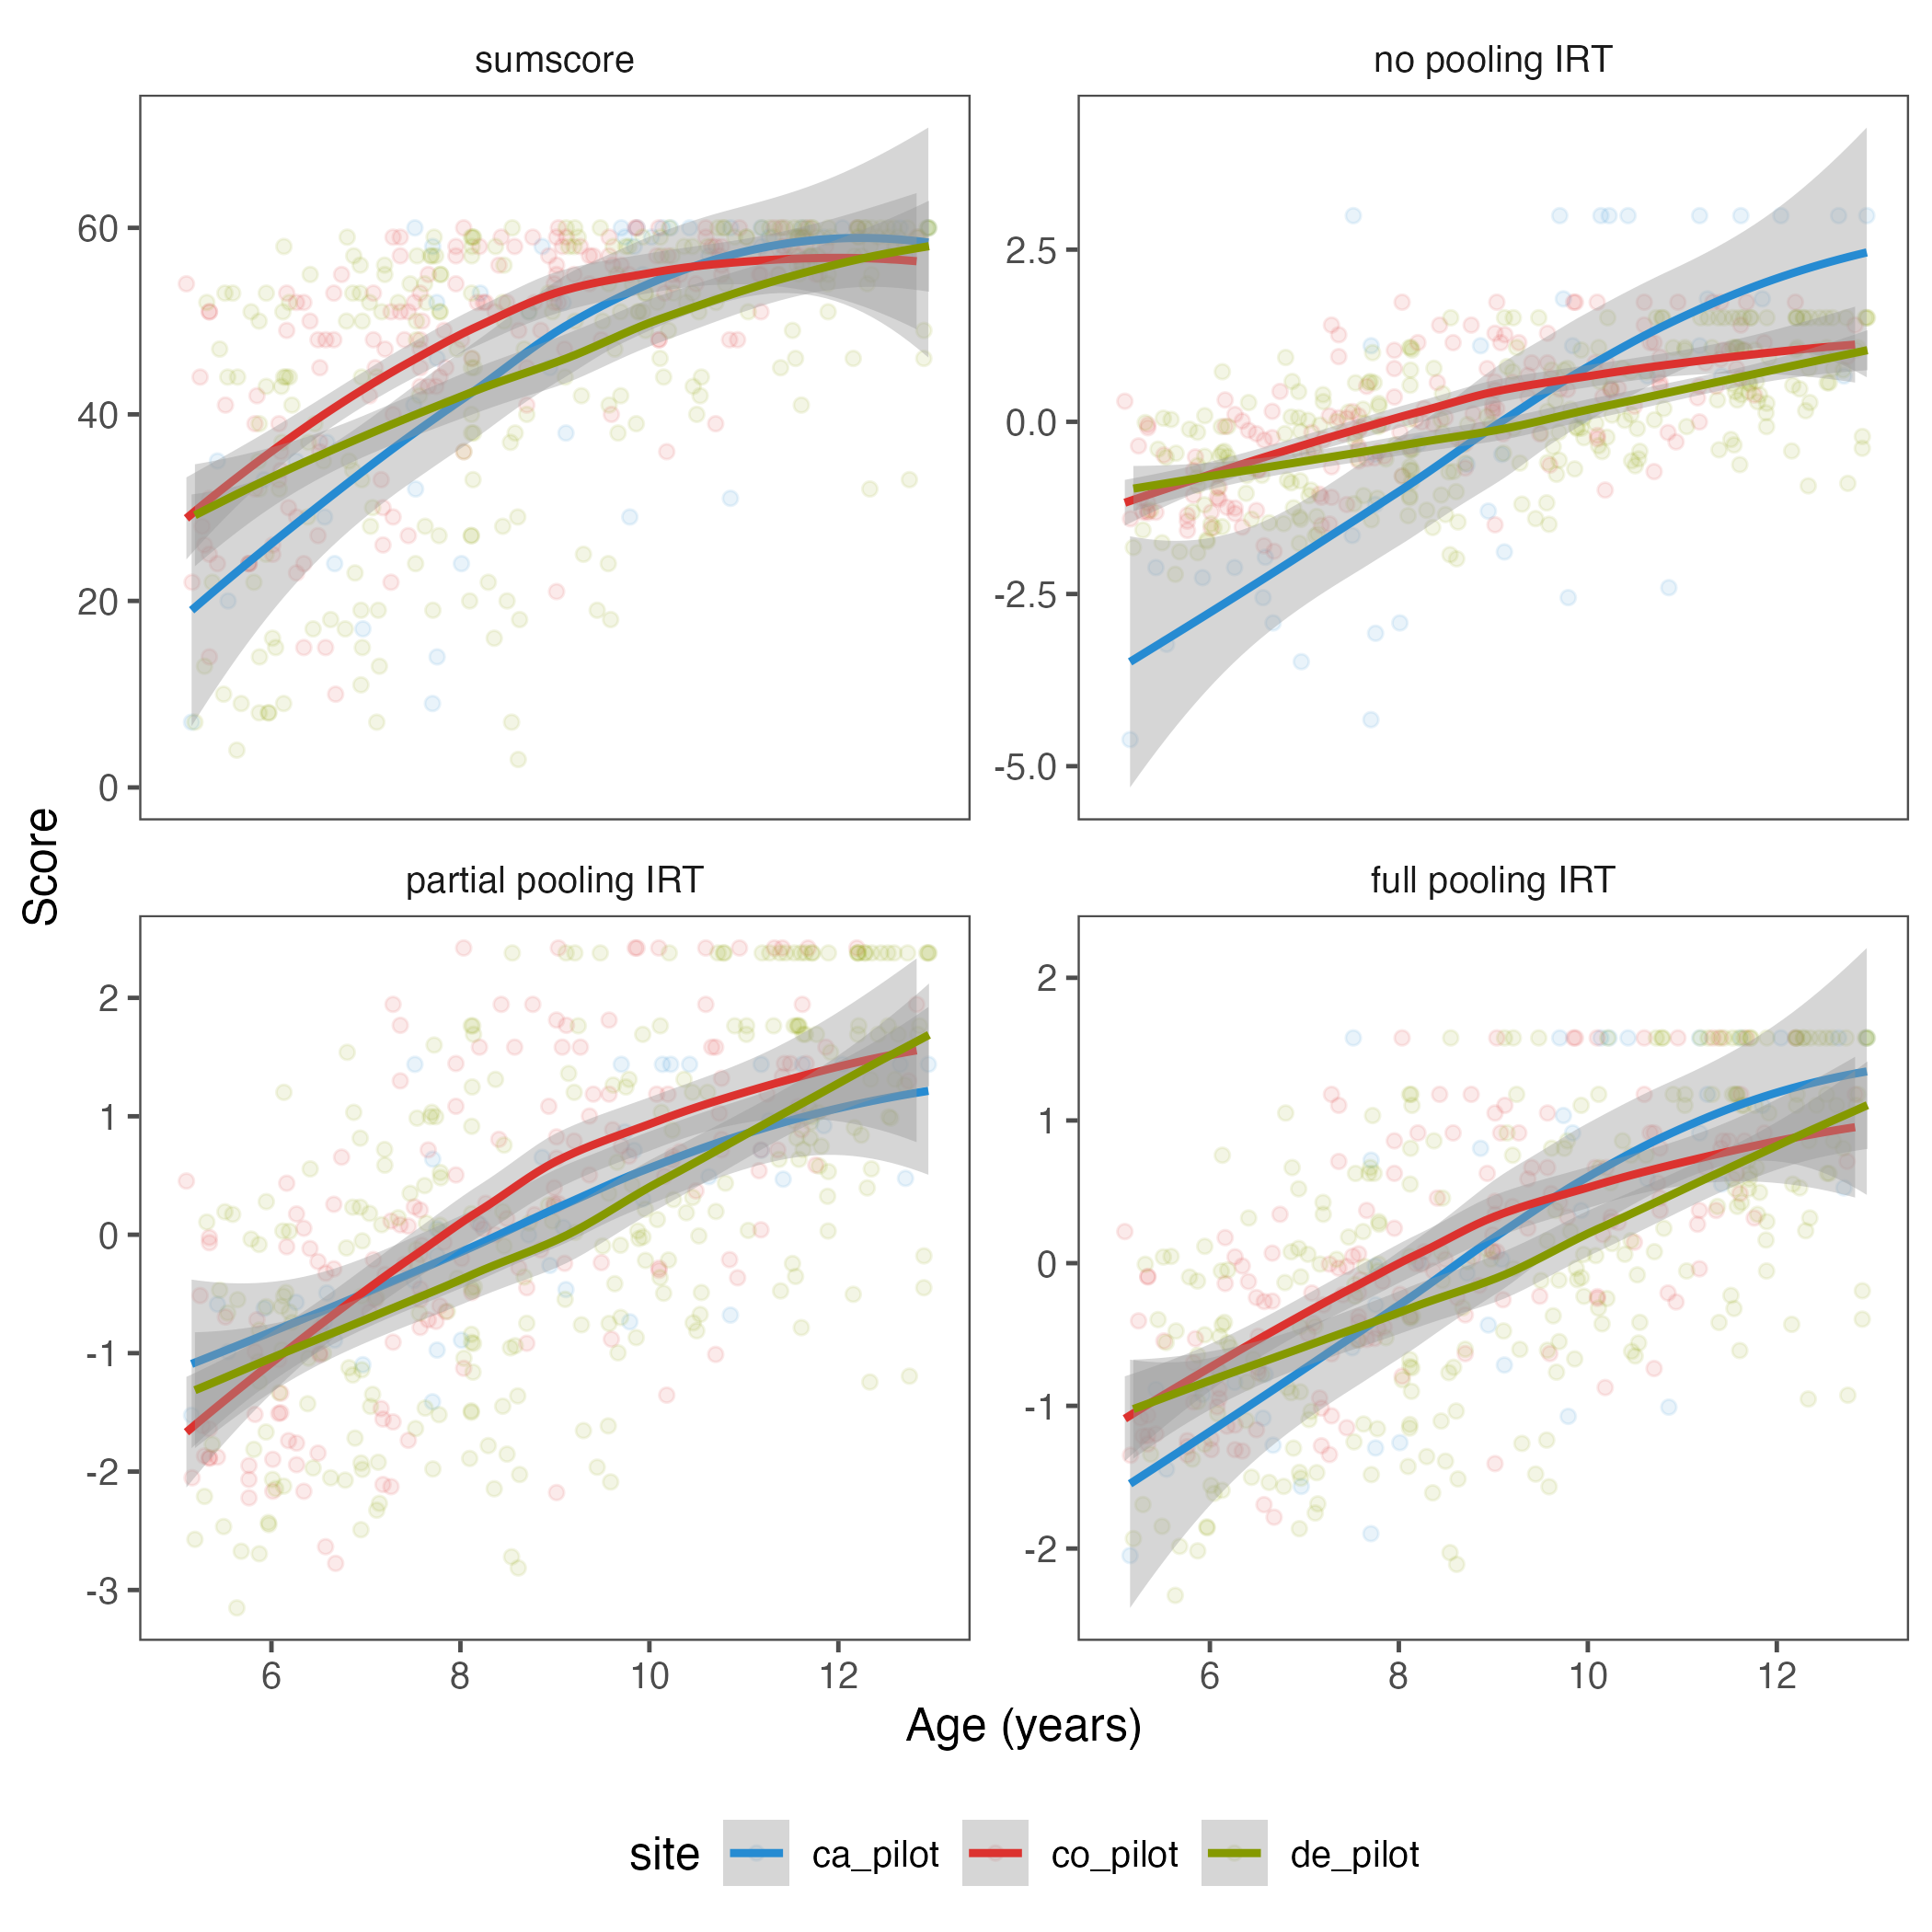 sumscore
no pooling IRT
60
40
20
0
2.5
0.0
-2.5
-5.0
Score
partial pooling IRT
full pooling IRT
2
1
0
-1
-2
-3
2
1
0
-1
-2
6 8 10 12
6 8 10 12
Age (years)
site ca_pilot co_pilot de_pilot